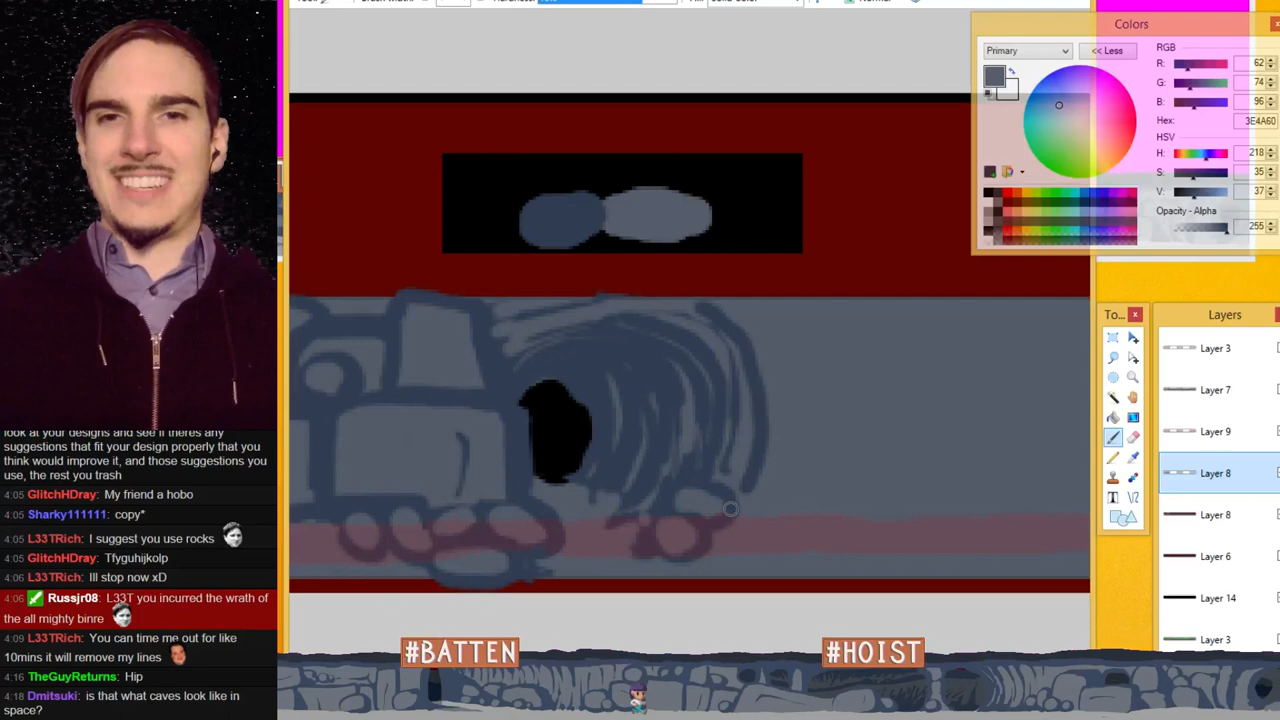 Colors
Primary
<< Less
RGB
R: 62
G: 74
B: 96
Hex: 3E4A60
HSV
H: 218
S: 35
V: 37
Opacity - Alpha
255
To...
Layers
Layer 3
Layer 7
Layer 9
Layer 8
Layer 8
Layer 6
Layer 14
Layer 3
look at your designs and see if theres any
suggestions that fit your design properly that you
think would improve it, and those suggestions you
use, the rest you trash
4:05 GlitchHDray: My friend a hobo
4:05 Sharky111111: copy*
4:05 L33TRich: I suggest you use rocks
4:05 GlitchHDray: Tfyguhijkolp
4:06 L33TRich: Ill stop now xD
4:06 Russjr08: L33T you incurred the wrath of
the all mighty binre
4:09 L33TRich: You can time me out for like
10mins it will remove my lines
4:16 TheGuyReturns: Hip
4:18 Dmitsuki: is that what caves look like in
space?
#BATTEN
#HOIST